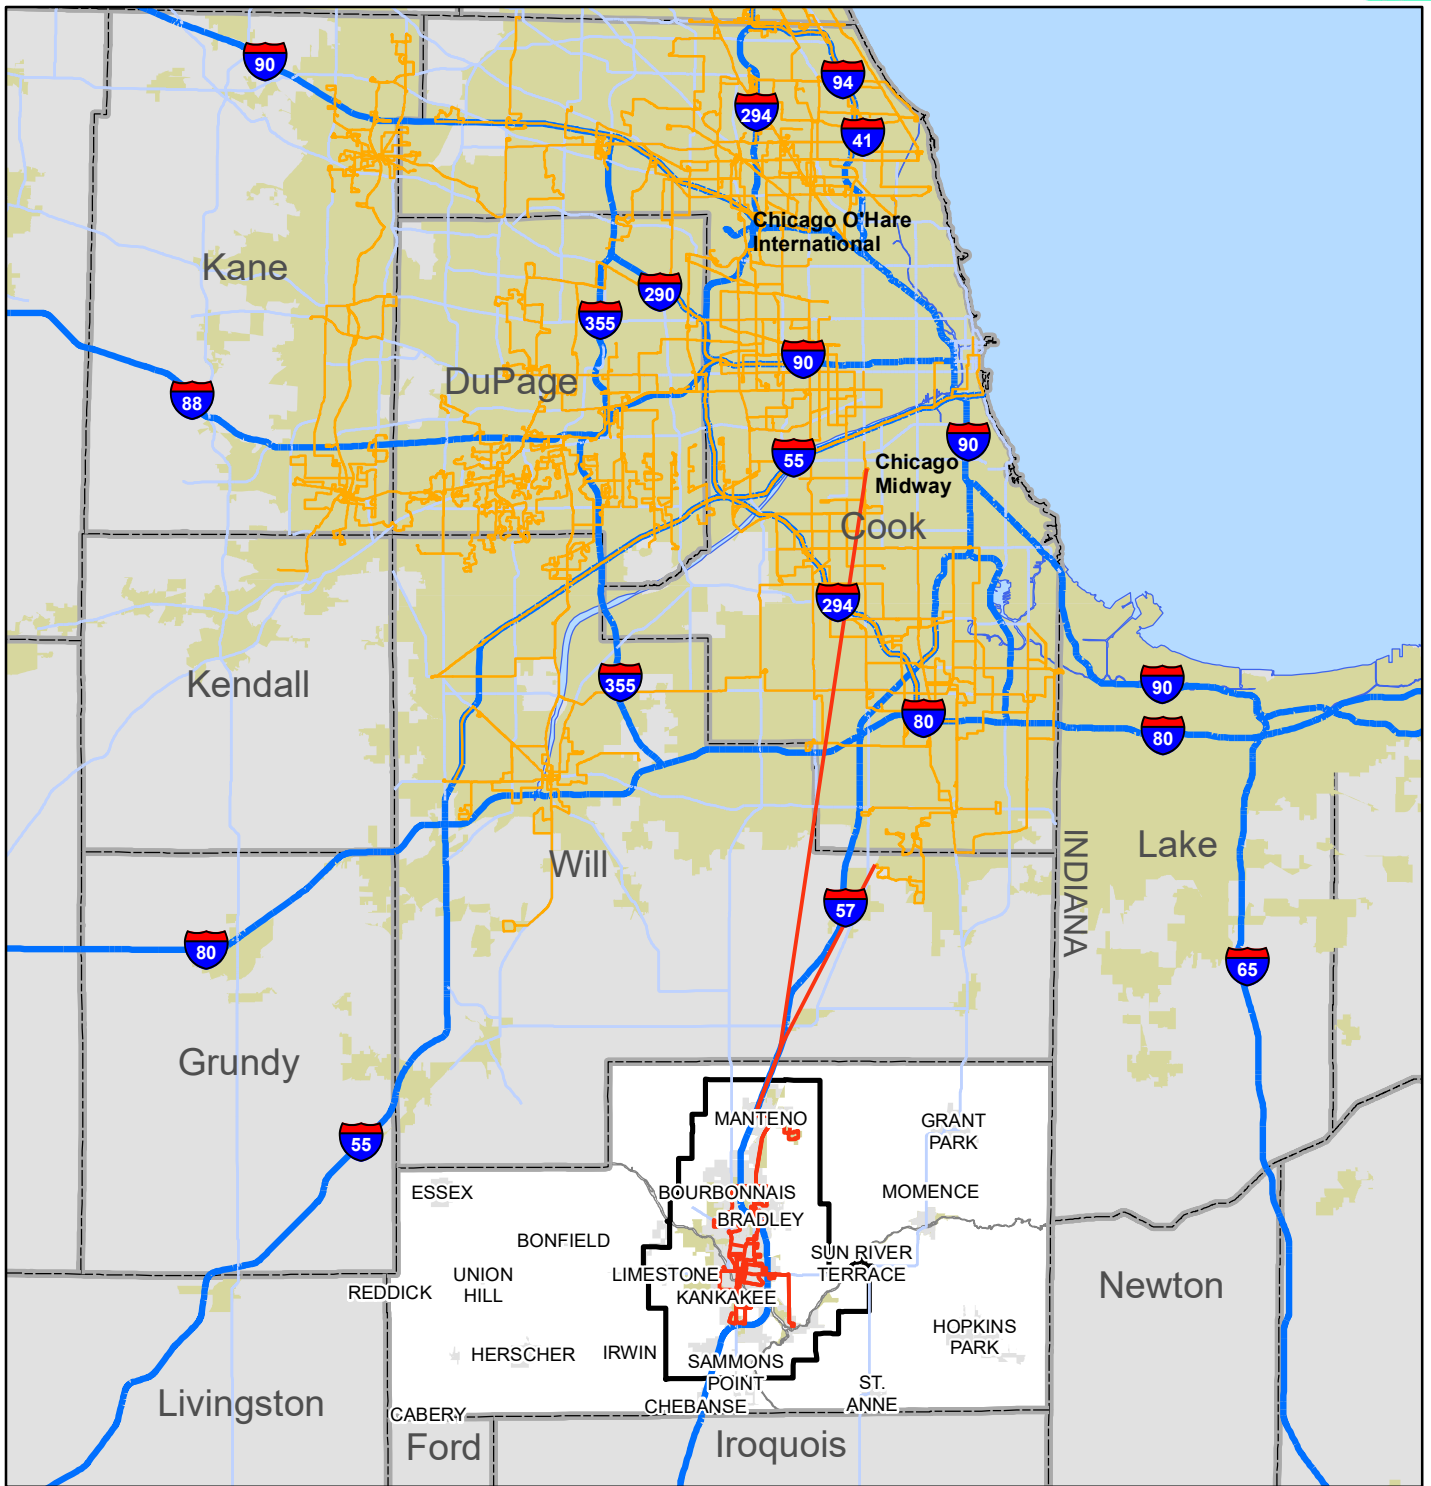 90
94
294
41
Chicago O'Hare
International
Kane
290
355
90
DuPage
88
90
55
Chicago
Midway
Cook
294
Kendall
355
90
80
80
INDIANA
Lake
Will
57
80
65
Grundy
MANTENO
GRANT
PARK
55
ESSEX
BOURBONNAIS
MOMENCE
BRADLEY
BONFIELD
SUN RIVER
TERRACE
UNION
HILL
LIMESTONE
REDDICK
KANKAKEE
Newton
HOPKINS
PARK
HERSCHER
IRWIN
SAMMONS
POINT
ST.
ANNE
Livingston
CHEBANSE
CABERY
Ford
Iroquois